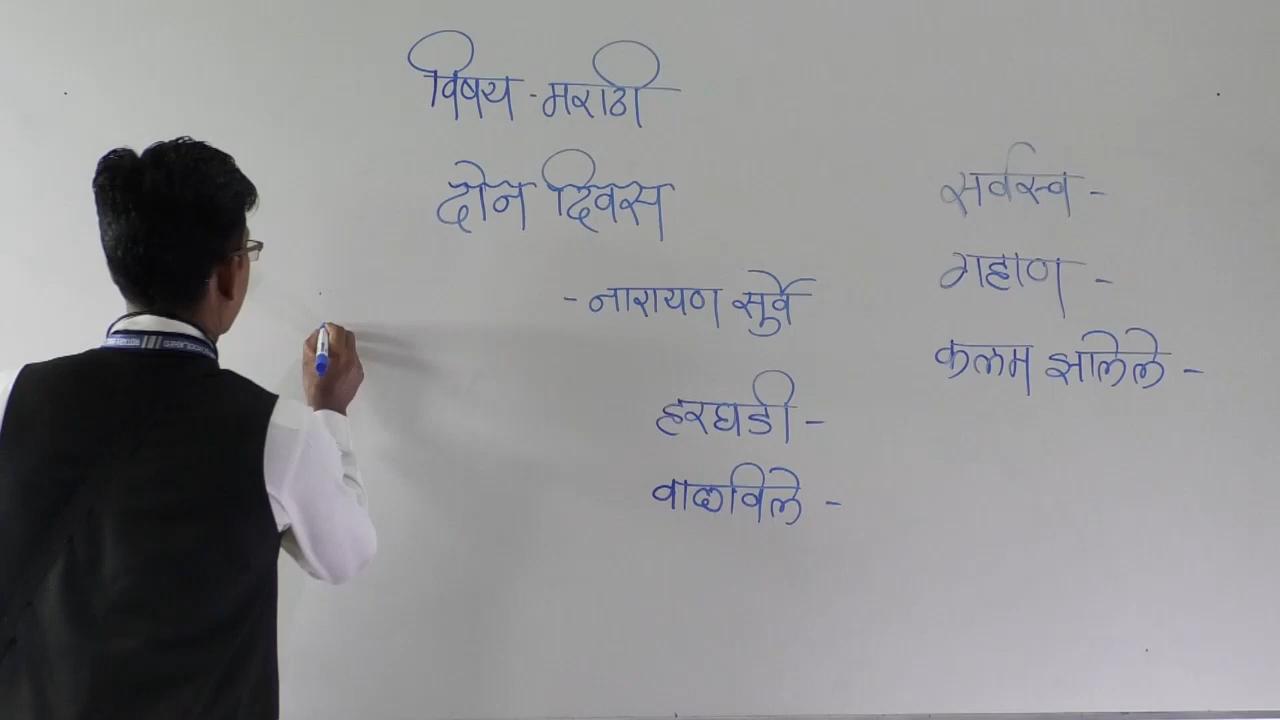 विषय - मराठी
दोन दिवस
- नारायण सुर्वे
हरघडी -
वाळविले -
सर्वस्व -
गहाण -
कलम झालेले -